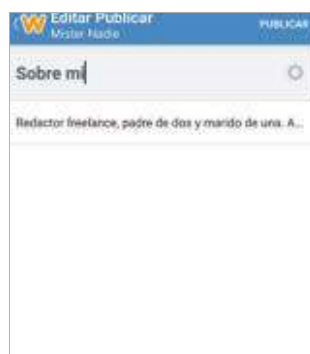 Editar Publicar
Mister Nadie
PUBLICAR
Sobre mi
Redactor freelance, padre de dos y marido de una. A...